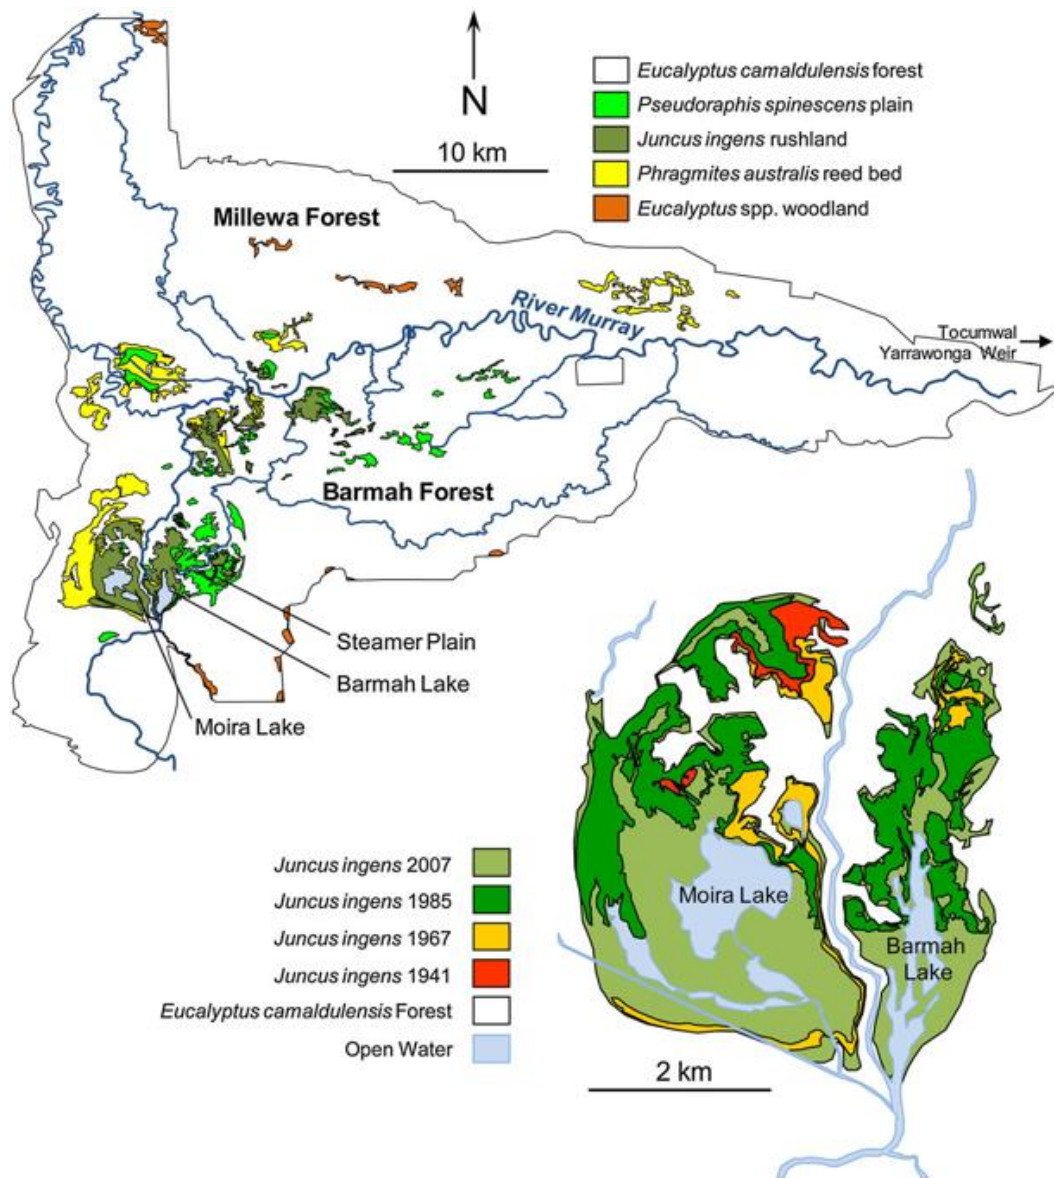 N
10 km
Eucalyptus camaldulensis forest
Pseudoraphis spinescens plain
Juncus ingens rushland
Phragmites australis reed bed
Eucalyptus spp. woodland
Millewa Forest
River Murray
Tocumwal
Yarrawonga Weir
Barmah Forest
Steamer Plain
Barmah Lake
Moira Lake
Juncus ingens 2007
Juncus ingens 1985
Juncus ingens 1967
Juncus ingens 1941
Eucalyptus camaldulensis Forest
Open Water
Moira Lake
Barmah
Lake
2 km